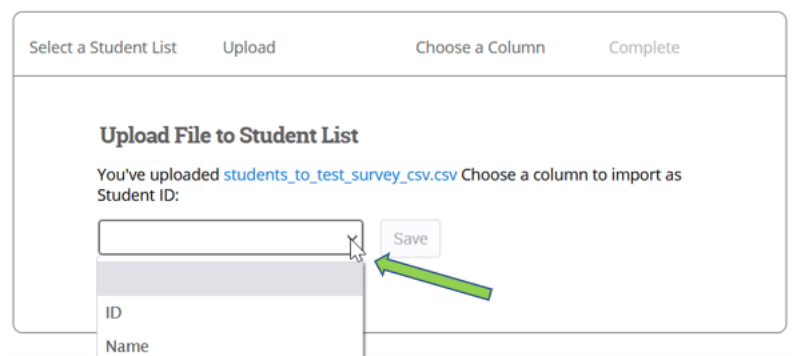 Select a Student List Upload Choose a Column Complete
Upload File to Student List
You've uploaded students_to_test_survey_csv.csv Choose a column to import as
Student ID:
Save
ID
Name